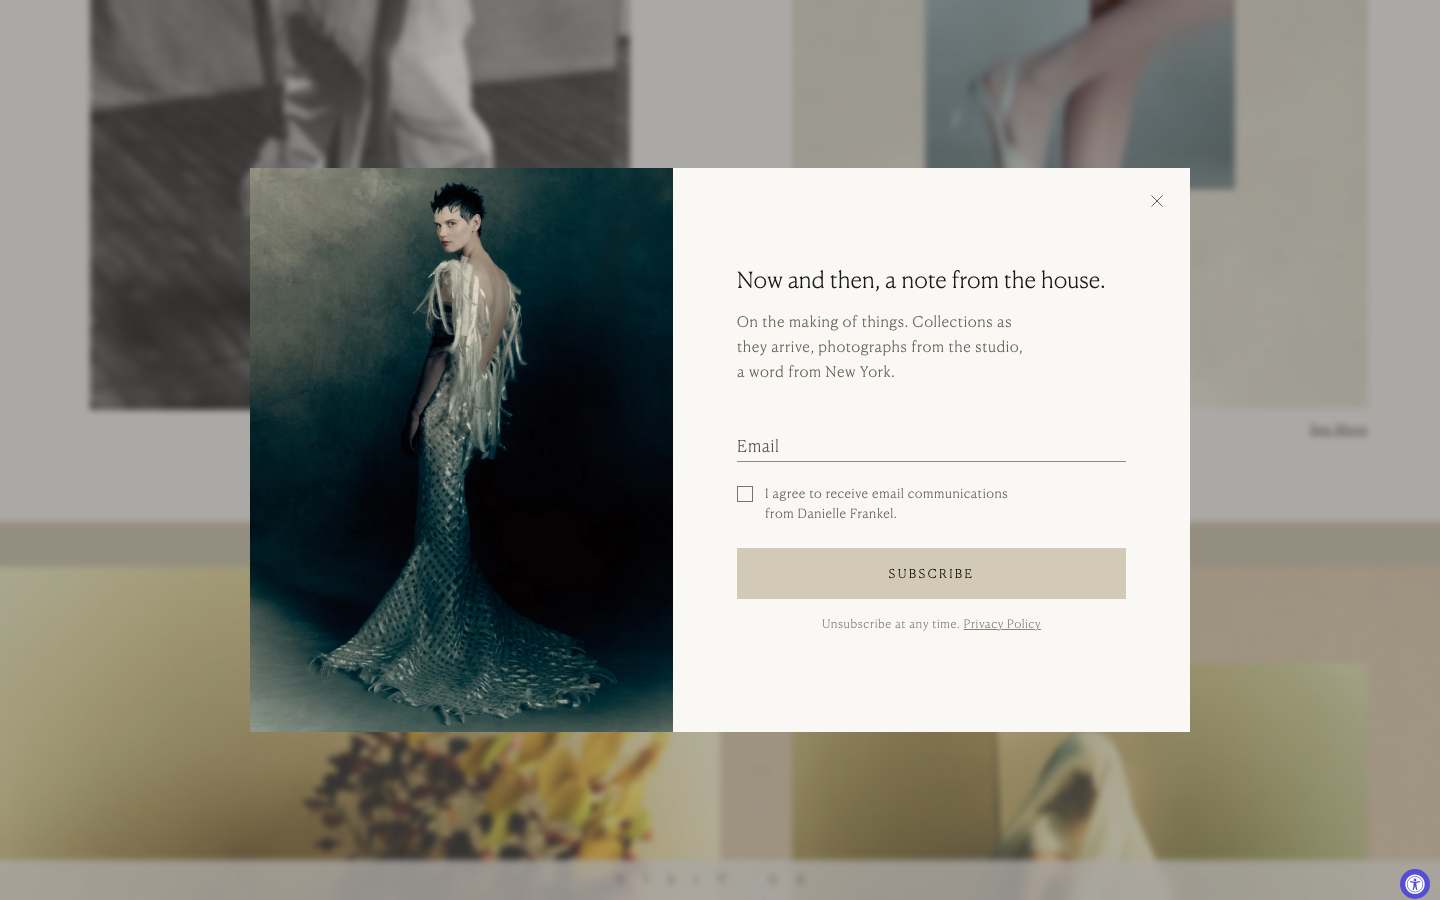 Now and then, a note from the house.
On the making of things. Collections as
they arrive, photographs from the studio,
a word from New York.
Email
I agree to receive email communications
from Danielle Frankel.
SUBSCRIBE
Unsubscribe at any time. Privacy Policy